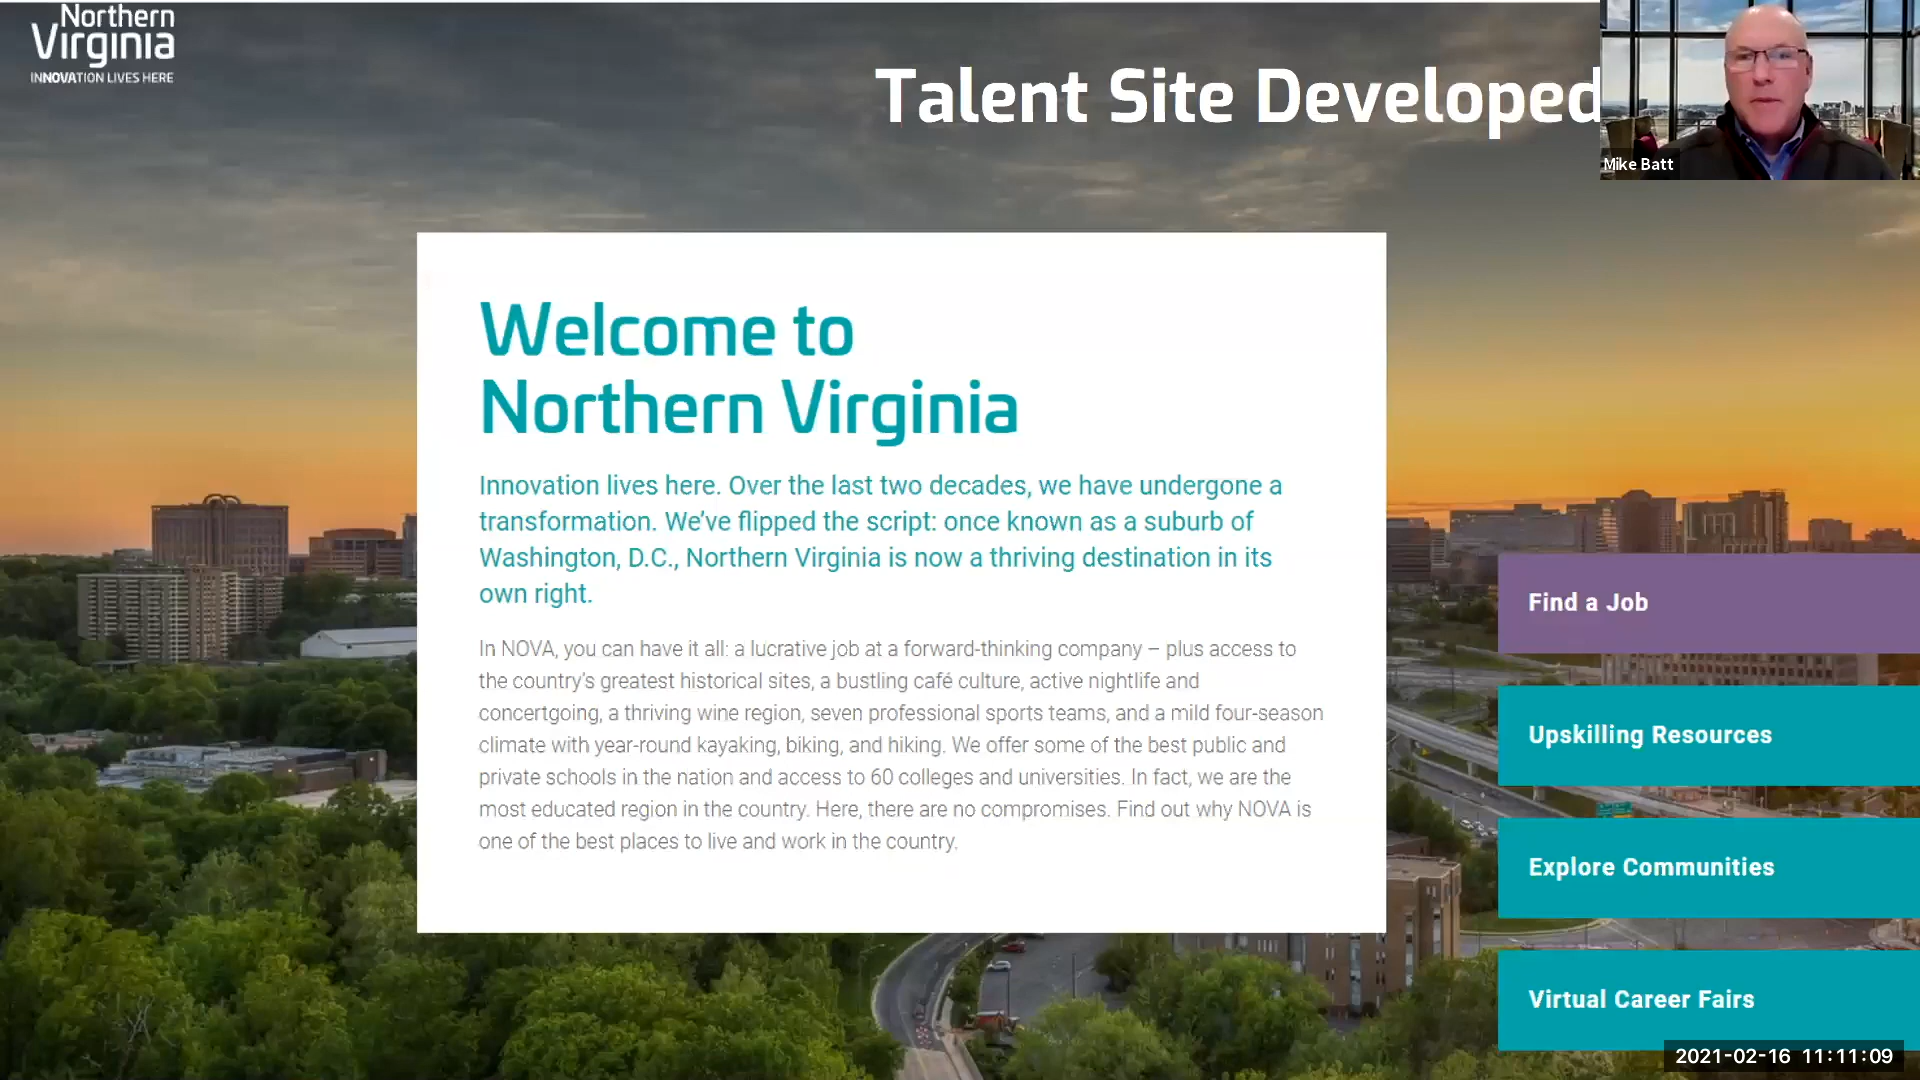 Northern
Virginia
INNOVATION LIVES HERE
Talent Site Developed
Mike Batt
Welcome to
Northern Virginia
Innovation lives here. Over the last two decades, we have undergone a
transformation. We’ve flipped the script: once known as a suburb of
Washington, D.C., Northern Virginia is now a thriving destination in its
own right.
In NOVA, you can have it all: a lucrative job at a forward-thinking company – plus access to
the country’s greatest historical sites, a bustling café culture, active nightlife and
concertgoing, a thriving wine region, seven professional sports teams, and a mild four-season
climate with year-round kayaking, biking, and hiking. We offer some of the best public and
private schools in the nation and access to 60 colleges and universities. In fact, we are the
most educated region in the country. Here, there are no compromises. Find out why NOVA is
one of the best places to live and work in the country.
Find a Job
Upskilling Resources
Explore Communities
Virtual Career Fairs
2021-02-16 11:11:09